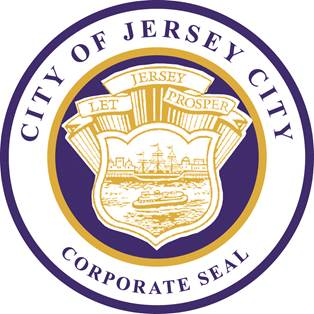 CITY OF JERSEY CITY
LET JERSEY PROSPER
CORPORATE SEAL